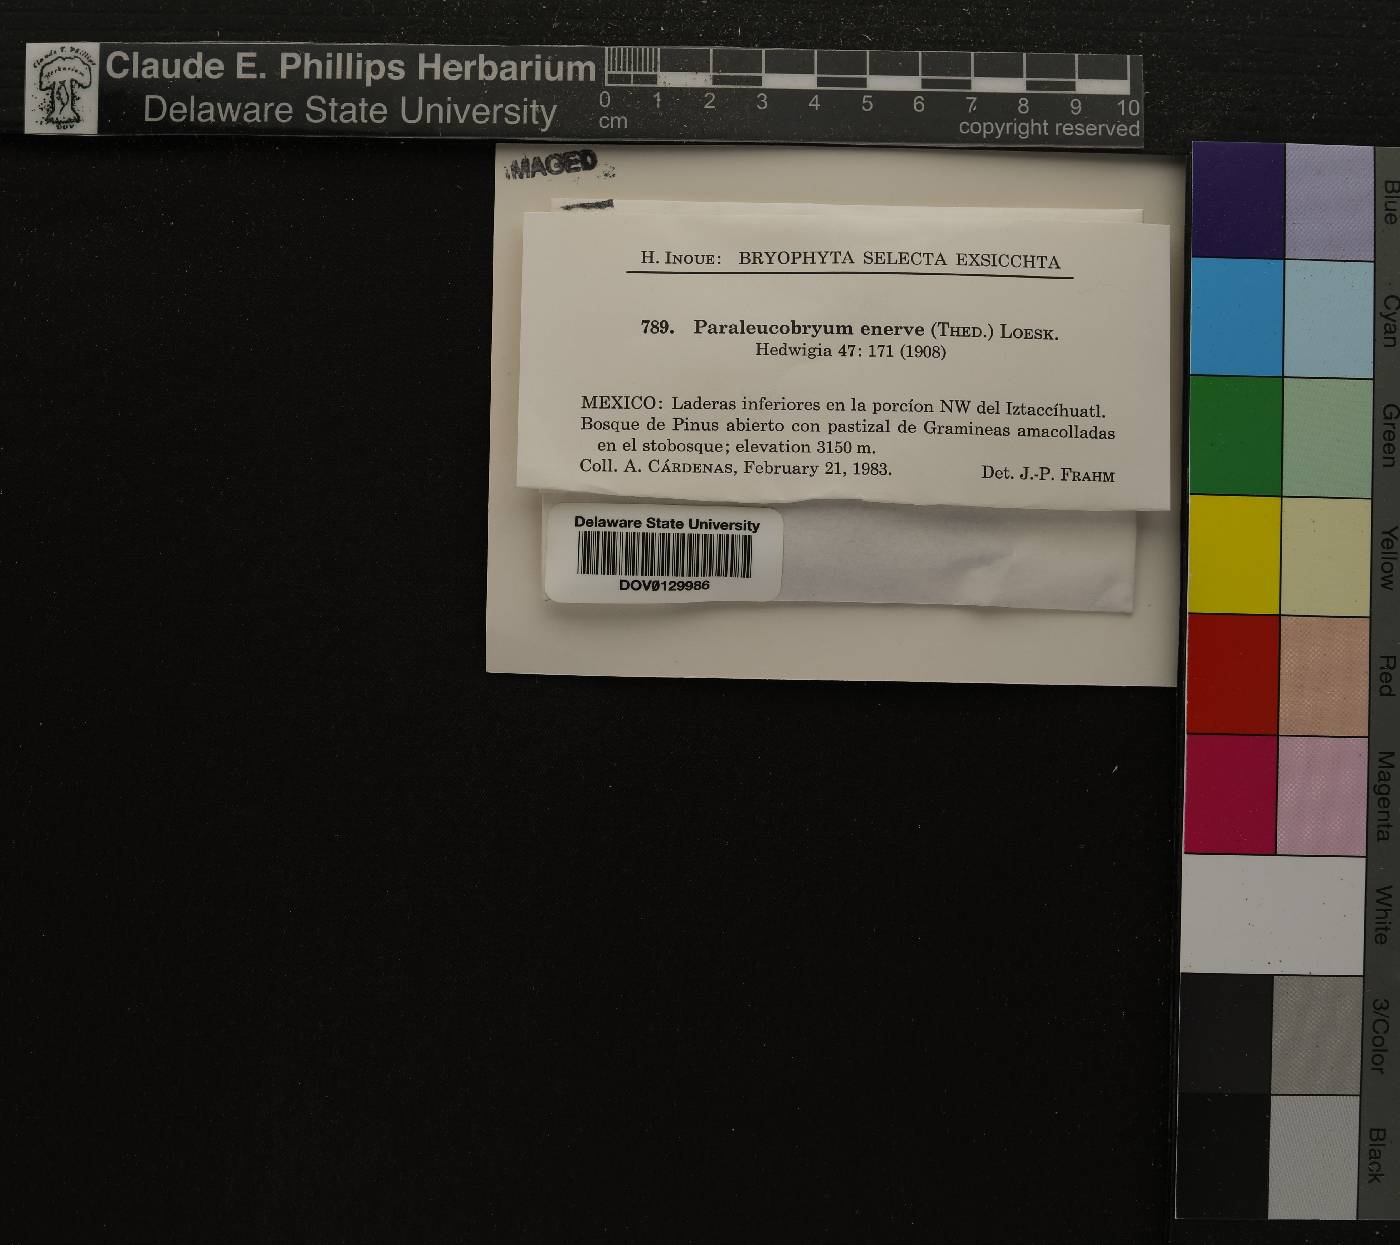 Claude E. Phillips Herbarium
Delaware State University
0 1 2 3 4 5 6 7 8 9 10
cm
copyright reserved
IMAGED
H. INOUE: BRYOPHYTA SELECTA EXSICCHTA
789. Paraleucobryum enerve (THED.) LOESK.
Hedwigia 47: 171 (1908)
MEXICO: Laderas inferiores en la porcíon NW del Iztaccíhuatl.
Bosque de Pinus abierto con pastizal de Gramineas amacolladas
en el stobosque; elevation 3150 m.
Coll. A. CÁRDENAS, February 21, 1983. Det. J.-P. FRAHM
Delaware State University
DOV0129986
Blue
Cyan
Green
Yellow
Red
Magenta
White
3/Color
Black